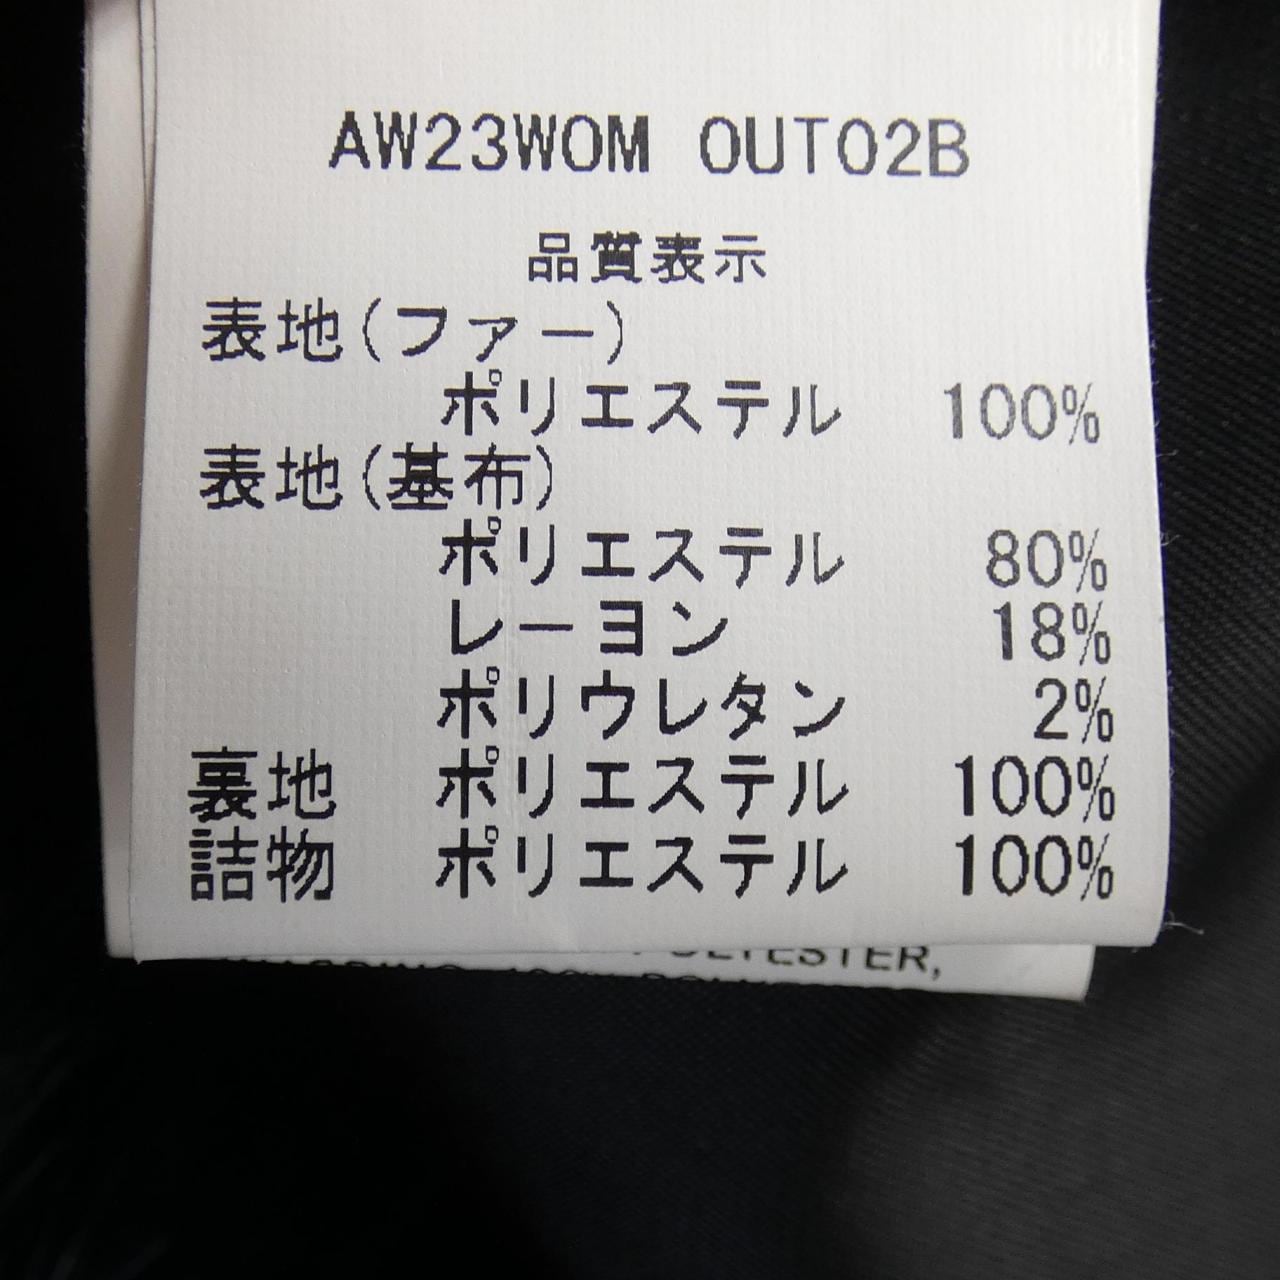 AW23WOM OUT02B
品質表示
表地(ファー)
ポリエステル 100%
表地(基布)
ポリエステル 80%
レーヨン 18%
ポリウレタン 2%
裏地 ポリエステル 100%
詰物 ポリエステル 100%
POLYESTER,